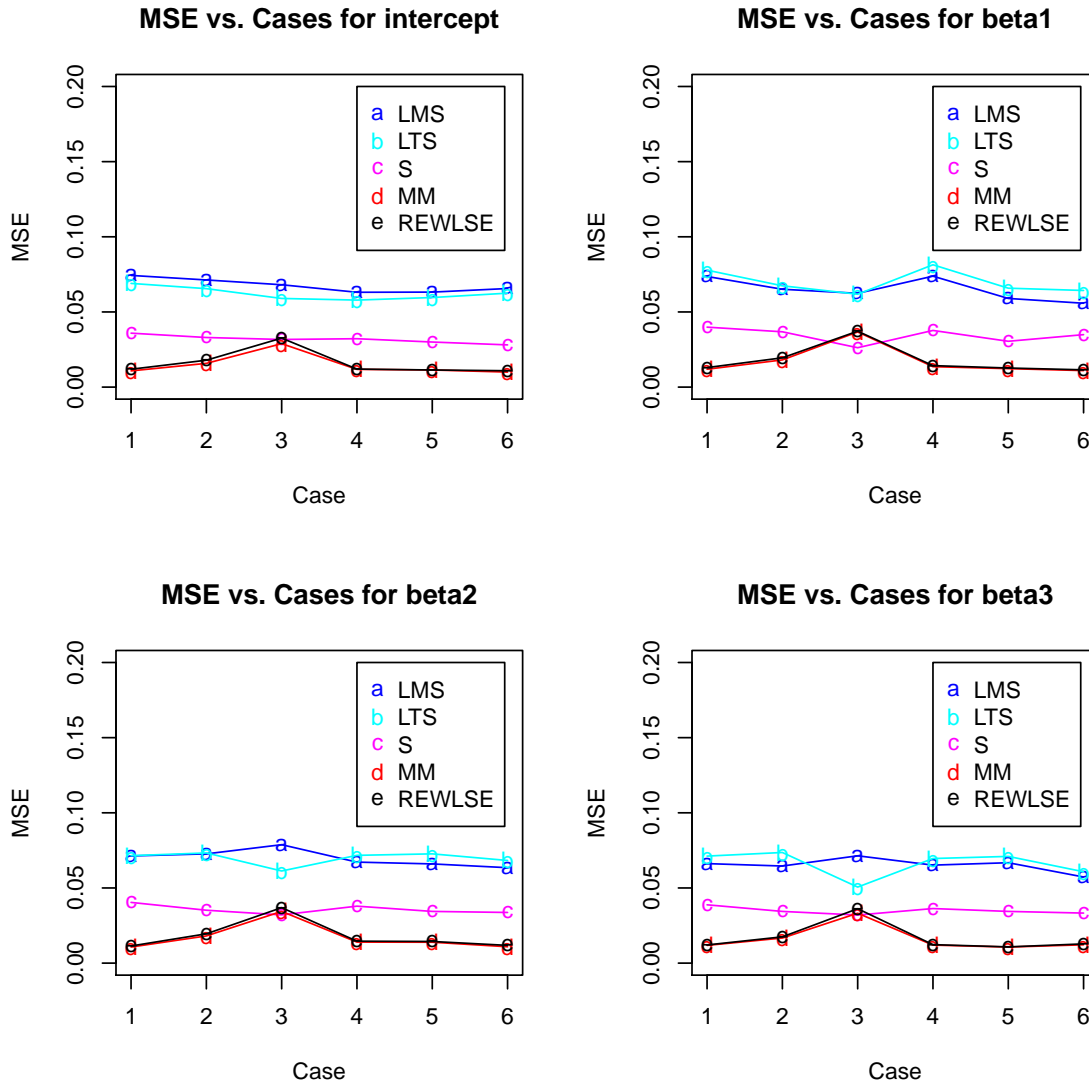 MSE vs. Cases for intercept
MSE
0.00 0.05 0.10 0.15 0.20
a LMS
b LTS
c S
d MM
e REWLSE
a a a a a a
b b b b b b
c c c c c c
d d d d d d
e e e e e e
1 2 3 4 5 6
Case
MSE vs. Cases for beta1
MSE
0.00 0.05 0.10 0.15 0.20
a LMS
b LTS
c S
d MM
e REWLSE
a a a a a a
b b b b b b
c c c c c c
d d d d d d
e e e e e e
1 2 3 4 5 6
Case
MSE vs. Cases for beta2
MSE
0.00 0.05 0.10 0.15 0.20
a LMS
b LTS
c S
d MM
e REWLSE
a a a a a a
b b b b b b
c c c c c c
d d d d d d
e e e e e e
1 2 3 4 5 6
Case
MSE vs. Cases for beta3
MSE
0.00 0.05 0.10 0.15 0.20
a LMS
b LTS
c S
d MM
e REWLSE
a a a a a a
b b b b b b
c c c c c c
d d d d d d
e e e e e e
1 2 3 4 5 6
Case